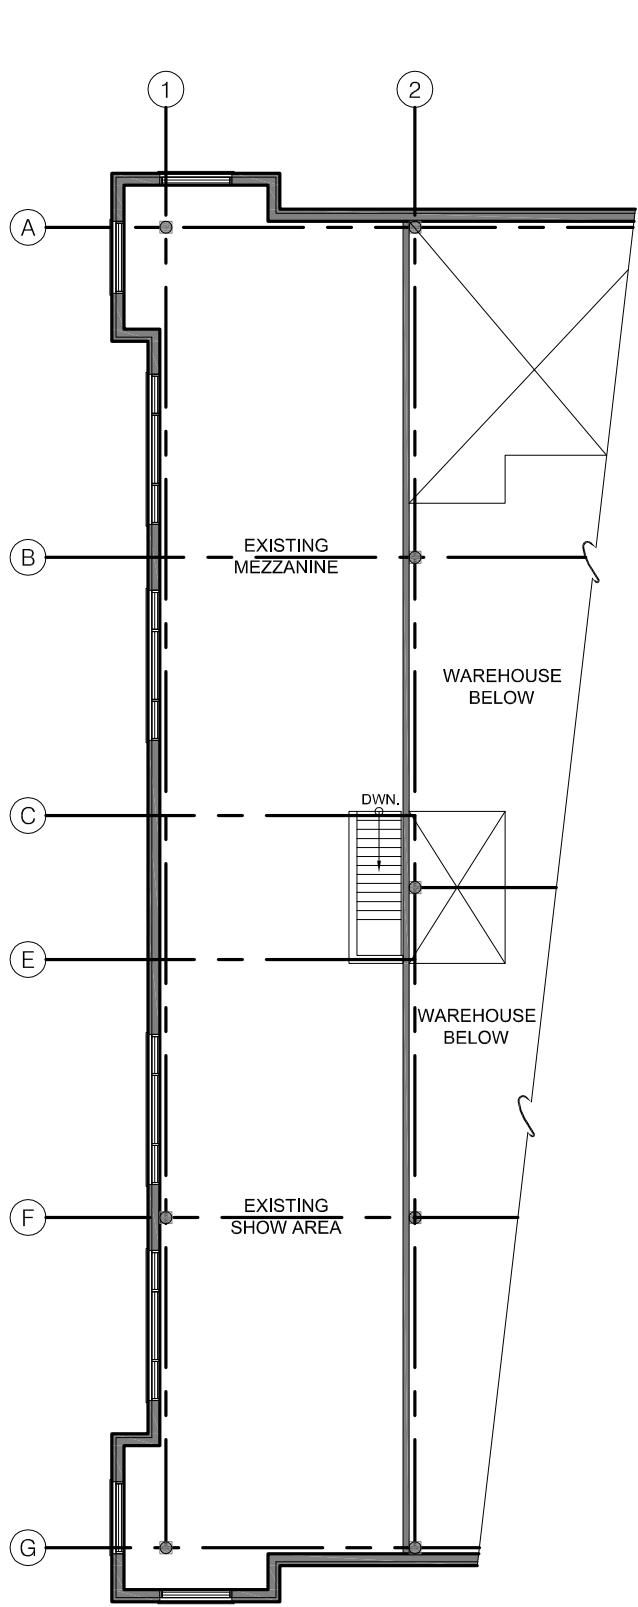 1
2
A
B
EXISTING
MEZZANINE
WAREHOUSE
BELOW
DWN.
C
E
WAREHOUSE
BELOW
F
EXISTING
SHOW AREA
G